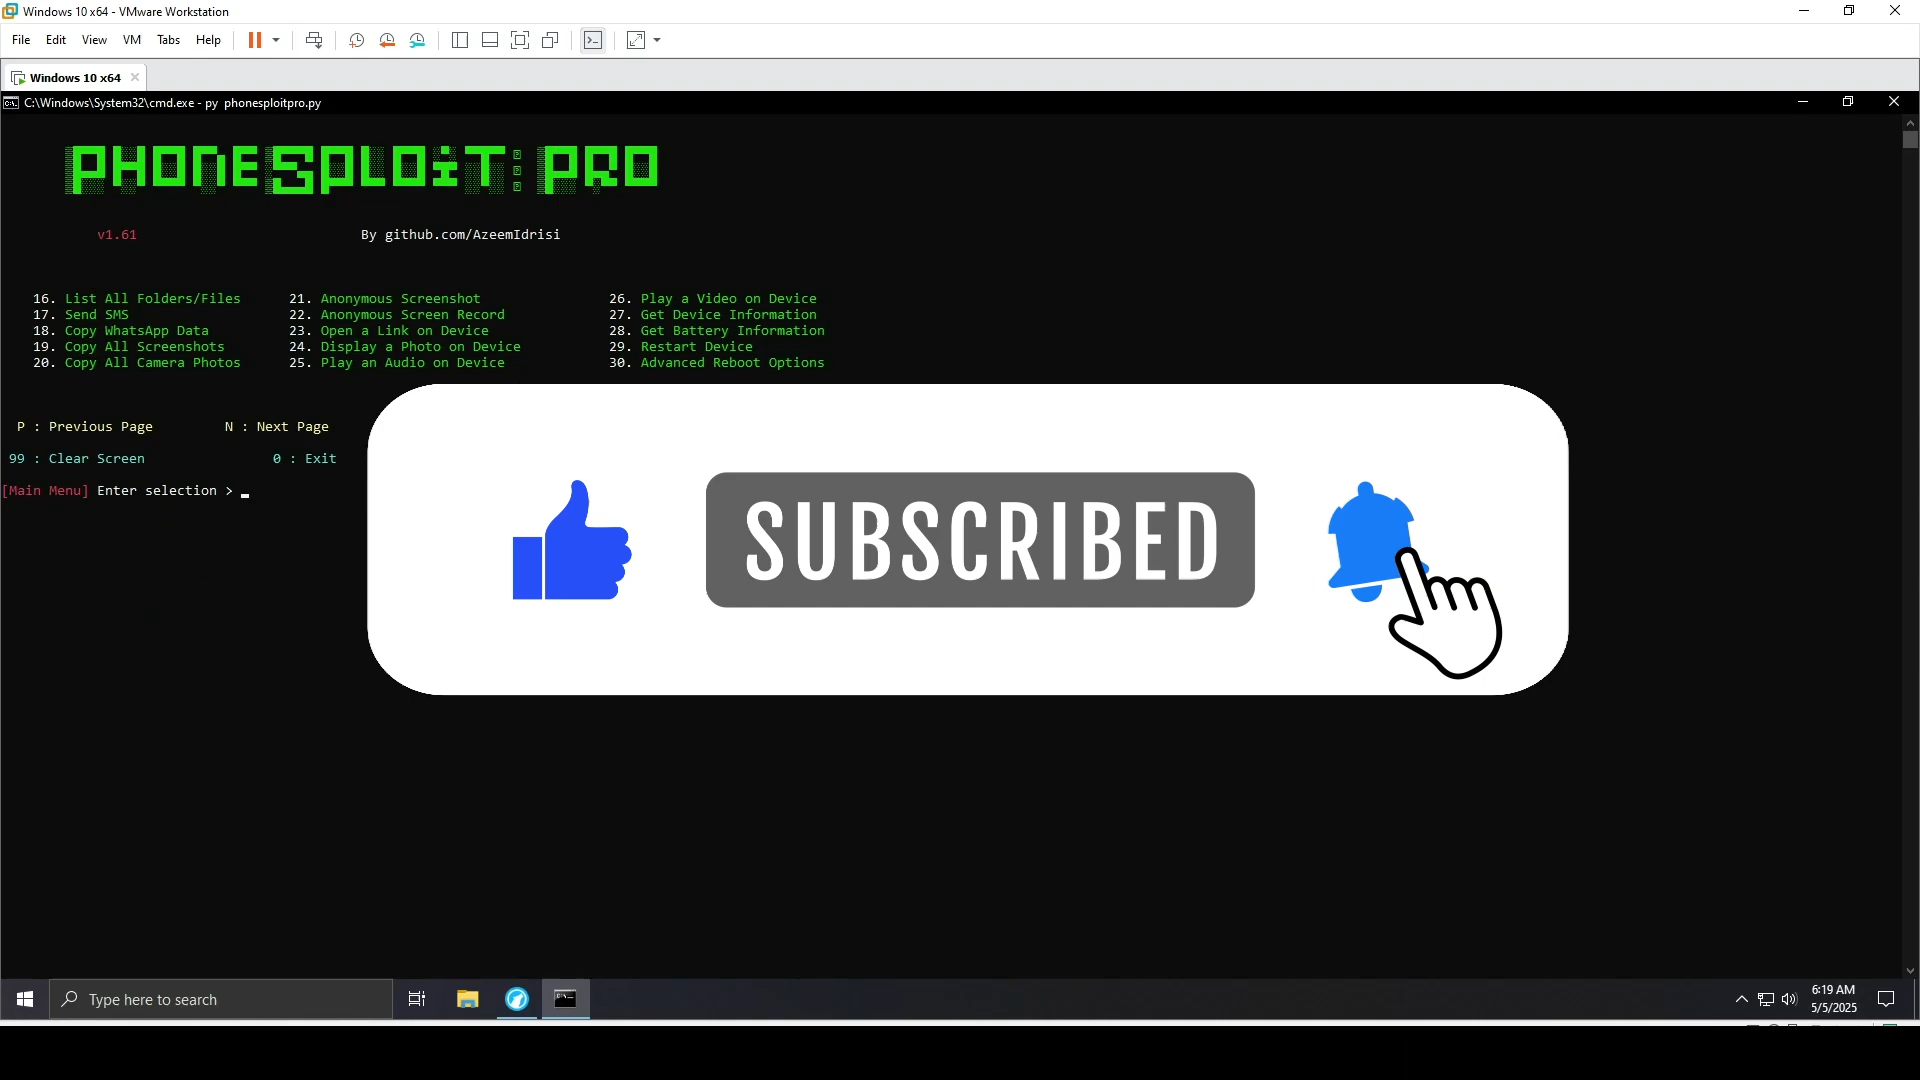 Windows 10 x64 - VMware Workstation
File Edit View VM Tabs Help
Windows 10 x64
C:\Windows\System32\cmd.exe - py phonesploitpro.py
PHONESPLOIT PRO
v1.61 By github.com/AzeemIdrisi
16. List All Folders/Files 21. Anonymous Screenshot 26. Play a Video on Device
17. Send SMS 22. Anonymous Screen Record 27. Get Device Information
18. Copy WhatsApp Data 23. Open a Link on Device 28. Get Battery Information
19. Copy All Screenshots 24. Display a Photo on Device 29. Restart Device
20. Copy All Camera Photos 25. Play an Audio on Device 30. Advanced Reboot Options
P : Previous Page N : Next Page
99 : Clear Screen 0 : Exit
[Main Menu] Enter selection > _
SUBSCRIBED
Type here to search
6:19 AM
5/5/2025